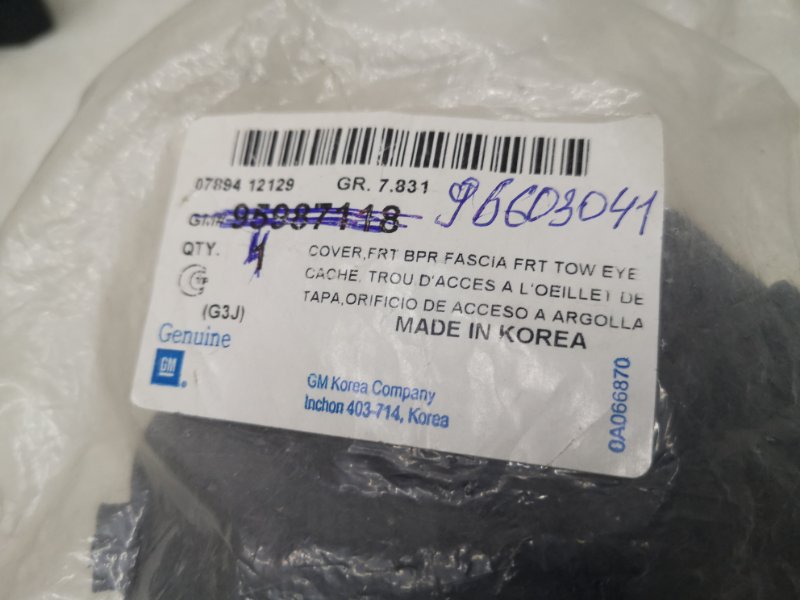 07894 12129 GR. 7.831
95987118 95603041
QTY. 1
COVER,FRT BPR FASCIA FRT TOW EYE
CACHE, TROU D'ACCES A L'OEILLET DE
TAPA,ORIFICIO DE ACCESO A ARGOLLA
(G3J)
MADE IN KOREA
Genuine
GM
GM Korea Company
Inchon 403-714, Korea
0A066870